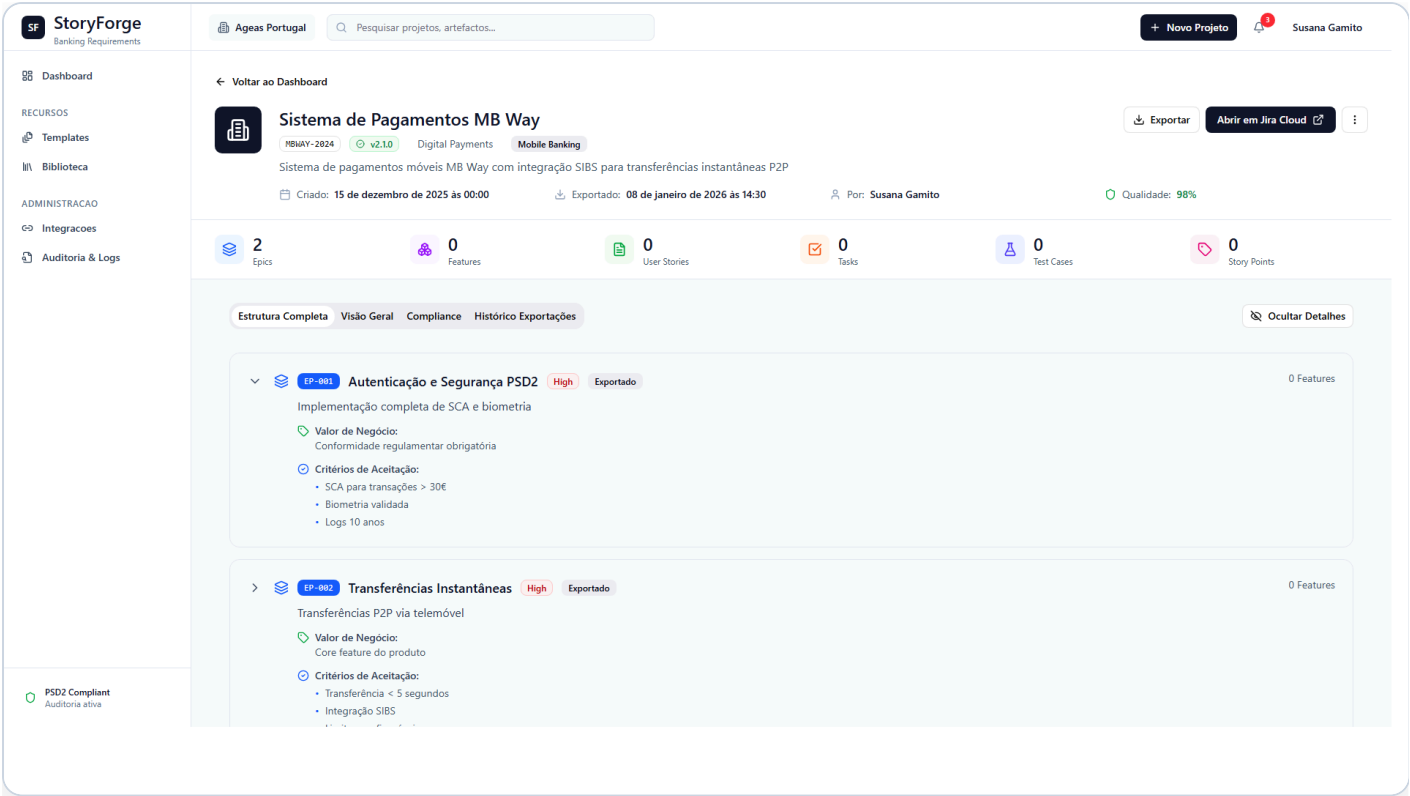 SF
StoryForge
Banking Requirements
Ageas Portugal
Pesquisar projetos, artefactos...
Novo Projeto
3
Susana Gamito
Dashboard
RECURSOS
Templates
Biblioteca
ADMINISTRACAO
Integracoes
Auditoria & Logs
PSD2 Compliant
Auditoria ativa
Voltar ao Dashboard
Sistema de Pagamentos MB Way
Exportar
Abrir em Jira Cloud
MBWAY-2024 v2.1.0 Digital Payments Mobile Banking
Sistema de pagamentos móveis MB Way com integração SIBS para transferências instantâneas P2P
Criado: 15 de dezembro de 2025 às 00:00 Exportado: 08 de janeiro de 2026 às 14:30 Por: Susana Gamito Qualidade: 98%
2
Epics
0
Features
0
User Stories
0
Tasks
0
Test Cases
0
Story Points
Estrutura Completa Visão Geral Compliance Histórico Exportações
Ocultar Detalhes
EP-001 Autenticação e Segurança PSD2 High Exportado
0 Features
Implementação completa de SCA e biometria
Valor de Negócio:
Conformidade regulamentar obrigatória
Critérios de Aceitação:
• SCA para transações > 30€
• Biometria validada
• Logs 10 anos
EP-002 Transferências Instantâneas High Exportado
0 Features
Transferências P2P via telemóvel
Valor de Negócio:
Core feature do produto
Critérios de Aceitação:
• Transferência < 5 segundos
• Integração SIBS